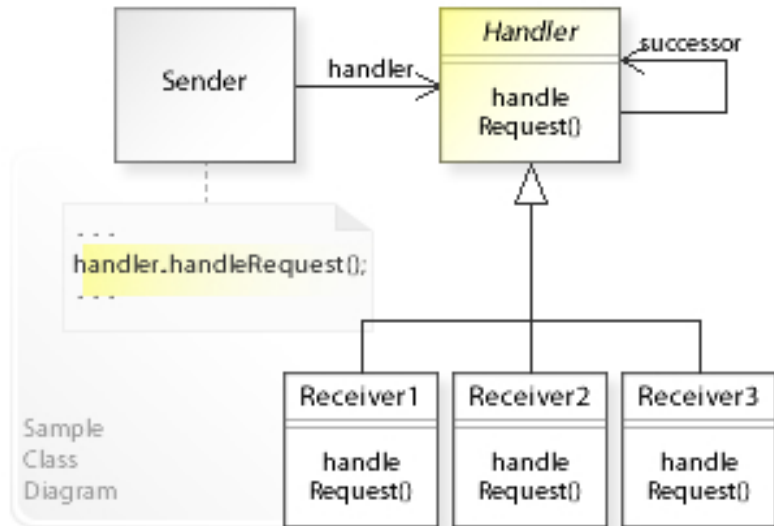 Sender
handler
Handler
handle
Request()
successor
- - -
handler.handleRequest();
- - -
Receiver1
handle
Request()
Receiver2
handle
Request()
Receiver3
handle
Request()
Sample
Class
Diagram